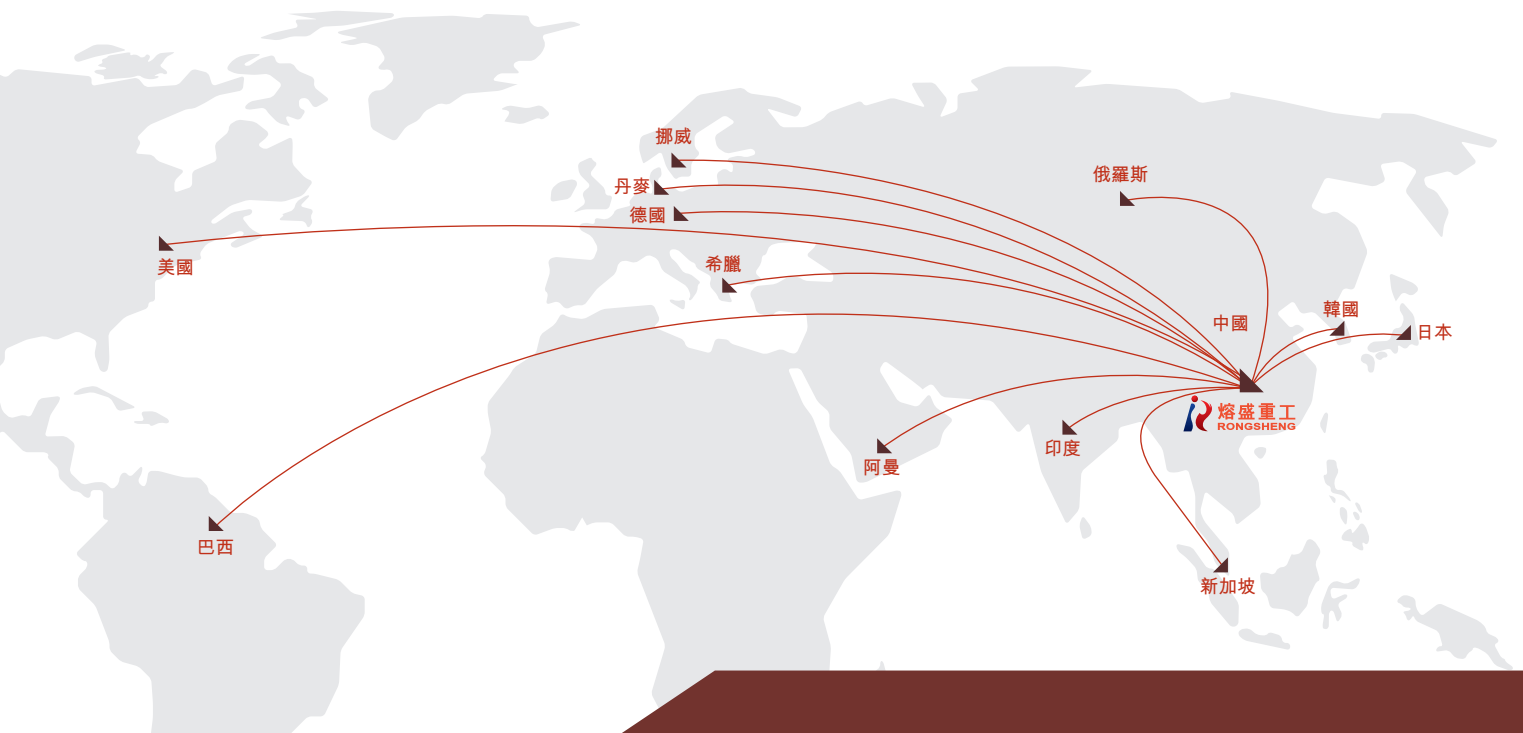 挪威
俄羅斯
丹麥
德國
美國
希臘
韓國
中國
日本
熔盛重工
RONGSHENG
印度
阿曼
巴西
新加坡